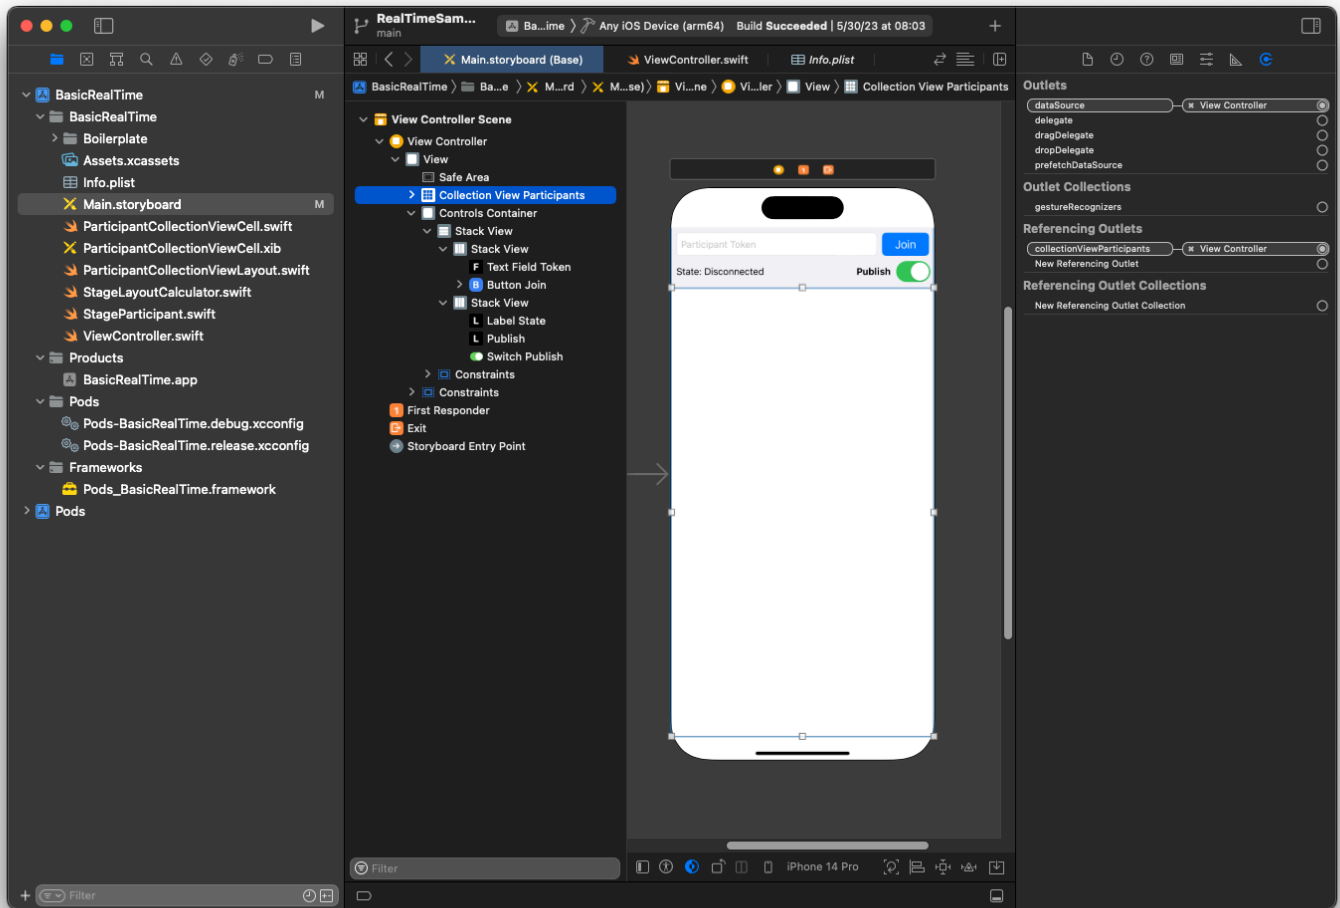 RealTimeSam...
main
Ba...ime
Any iOS Device (arm64)
Build Succeeded | 5/30/23 at 08:03
BasicRealTime
M
BasicRealTime
Boilerplate
Assets.xcassets
Info.plist
Main.storyboard
M
ParticipantCollectionViewCell.swift
ParticipantCollectionViewCell.xib
ParticipantCollectionViewLayout.swift
StageLayoutCalculator.swift
StageParticipant.swift
ViewController.swift
Products
BasicRealTime.app
Pods
Pods-BasicRealTime.debug.xcconfig
Pods-BasicRealTime.release.xcconfig
Frameworks
Pods_BasicRealTime.framework
Pods
Filter
Main.storyboard (Base)
ViewController.swift
Info.plist
BasicRealTime
Ba...e
M...rd
M...se)
Vi...ne
Vi...ler
View
Collection View Participants
View Controller Scene
View Controller
View
Safe Area
Collection View Participants
Controls Container
Stack View
Stack View
F Text Field Token
B Button Join
Stack View
L Label State
L Publish
Switch Publish
Constraints
Constraints
1 First Responder
Exit
Storyboard Entry Point
Filter
1
Participant Token
Join
State: Disconnected
Publish
iPhone 14 Pro
Outlets
dataSource
View Controller
delegate
dragDelegate
dropDelegate
prefetchDataSource
Outlet Collections
gestureRecognizers
Referencing Outlets
collectionViewParticipants
View Controller
New Referencing Outlet
Referencing Outlet Collections
New Referencing Outlet Collection